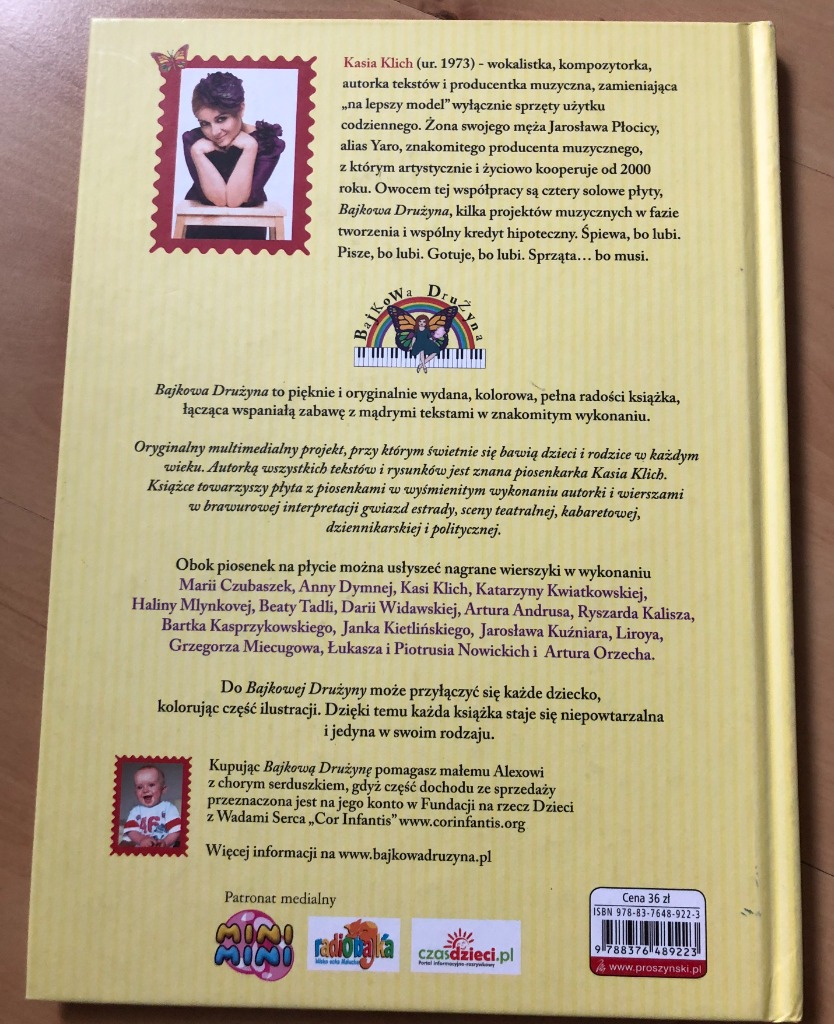 Kasia Klich (ur. 1973) - wokalistka, kompozytorka,
autorka tekstów i producentka muzyczna, zamieniająca
„na lepszy model” wyłącznie sprzęty użytku
codziennego. Żona swojego męża Jarosława Płocicy,
alias Yaro, znakomitego producenta muzycznego,
z którym artystycznie i życiowo kooperuje od 2000
roku. Owocem tej współpracy są cztery solowe płyty,
Bajkowa Drużyna, kilka projektów muzycznych w fazie
tworzenia i wspólny kredyt hipoteczny. Śpiewa, bo lubi.
Pisze, bo lubi. Gotuje, bo lubi. Sprząta... bo musi.
BajKoWa DruŻyna
Bajkowa Drużyna to pięknie i oryginalnie wydana, kolorowa, pełna radości książka,
łącząca wspaniałą zabawę z mądrymi tekstami w znakomitym wykonaniu.
Oryginalny multimedialny projekt, przy którym świetnie się bawią dzieci i rodzice w każdym
wieku. Autorką wszystkich tekstów i rysunków jest znana piosenkarka Kasia Klich.
Książce towarzyszy płyta z piosenkami w wyśmienitym wykonaniu autorki i wierszami
w brawurowej interpretacji gwiazd estrady, sceny teatralnej, kabaretowej,
dziennikarskiej i politycznej.
Obok piosenek na płycie można usłyszeć nagrane wierszyki w wykonaniu
Marii Czubaszek, Anny Dymnej, Kasi Klich, Katarzyny Kwiatkowskiej,
Haliny Mlynkovej, Beaty Tadli, Darii Widawskiej, Artura Andrusa, Ryszarda Kalisza,
Bartka Kasprzykowskiego, Janka Kietlińskiego, Jarosława Kuźniara, Liroya,
Grzegorza Miecugowa, Łukasza i Piotrusia Nowickich i Artura Orzecha.
Do Bajkowej Drużyny może przyłączyć się każde dziecko,
kolorując część ilustracji. Dzięki temu każda książka staje się niepowtarzalna
i jedyna w swoim rodzaju.
46
Kupując Bajkową Drużynę pomagasz małemu Alexowi
z chorym serduszkiem, gdyż część dochodu ze sprzedaży
przeznaczona jest na jego konto w Fundacji na rzecz Dzieci
z Wadami Serca „Cor Infantis” www.corinfantis.org
Więcej informacji na www.bajkowadruzyna.pl
Patronat medialny
MINI
MINI
radiobajka
blisko ucha Malucha
czasdzieci.pl
Portal informacyjno-rozrywkowy
Cena 36 zł
ISBN 978-83-7648-922-3
9 788376 489223
www.proszynski.pl